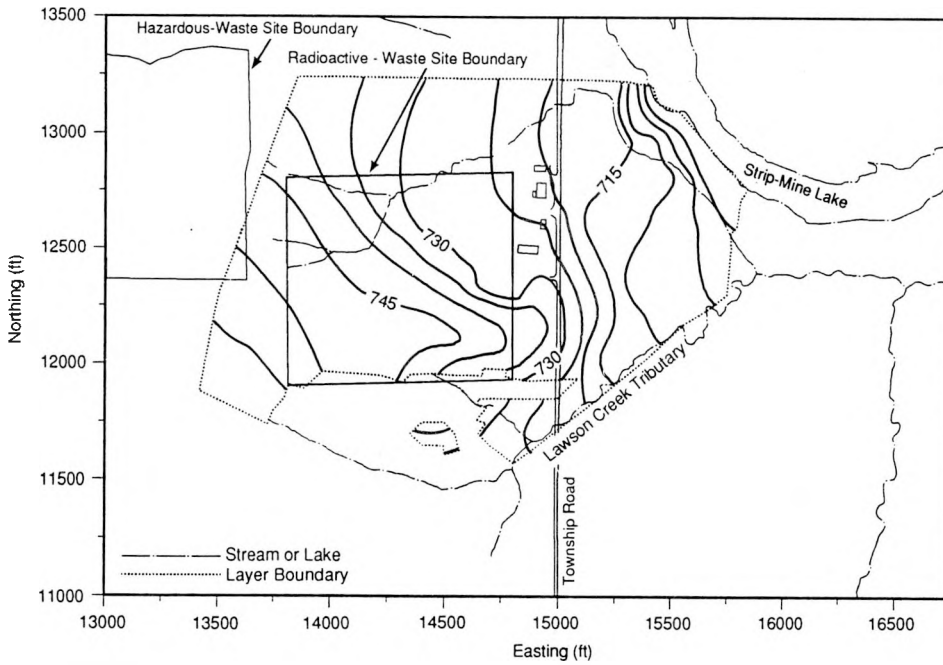 13500
Hazardous-Waste Site Boundary
Radioactive - Waste Site Boundary
13000
715
Strip-Mine Lake
12500
730
Northing (ft)
745
12000
730
Lawson Creek Tributary
11500
Township Road
Stream or Lake
Layer Boundary
11000
13000 13500 14000 14500 15000 15500 16000 16500
Easting (ft)